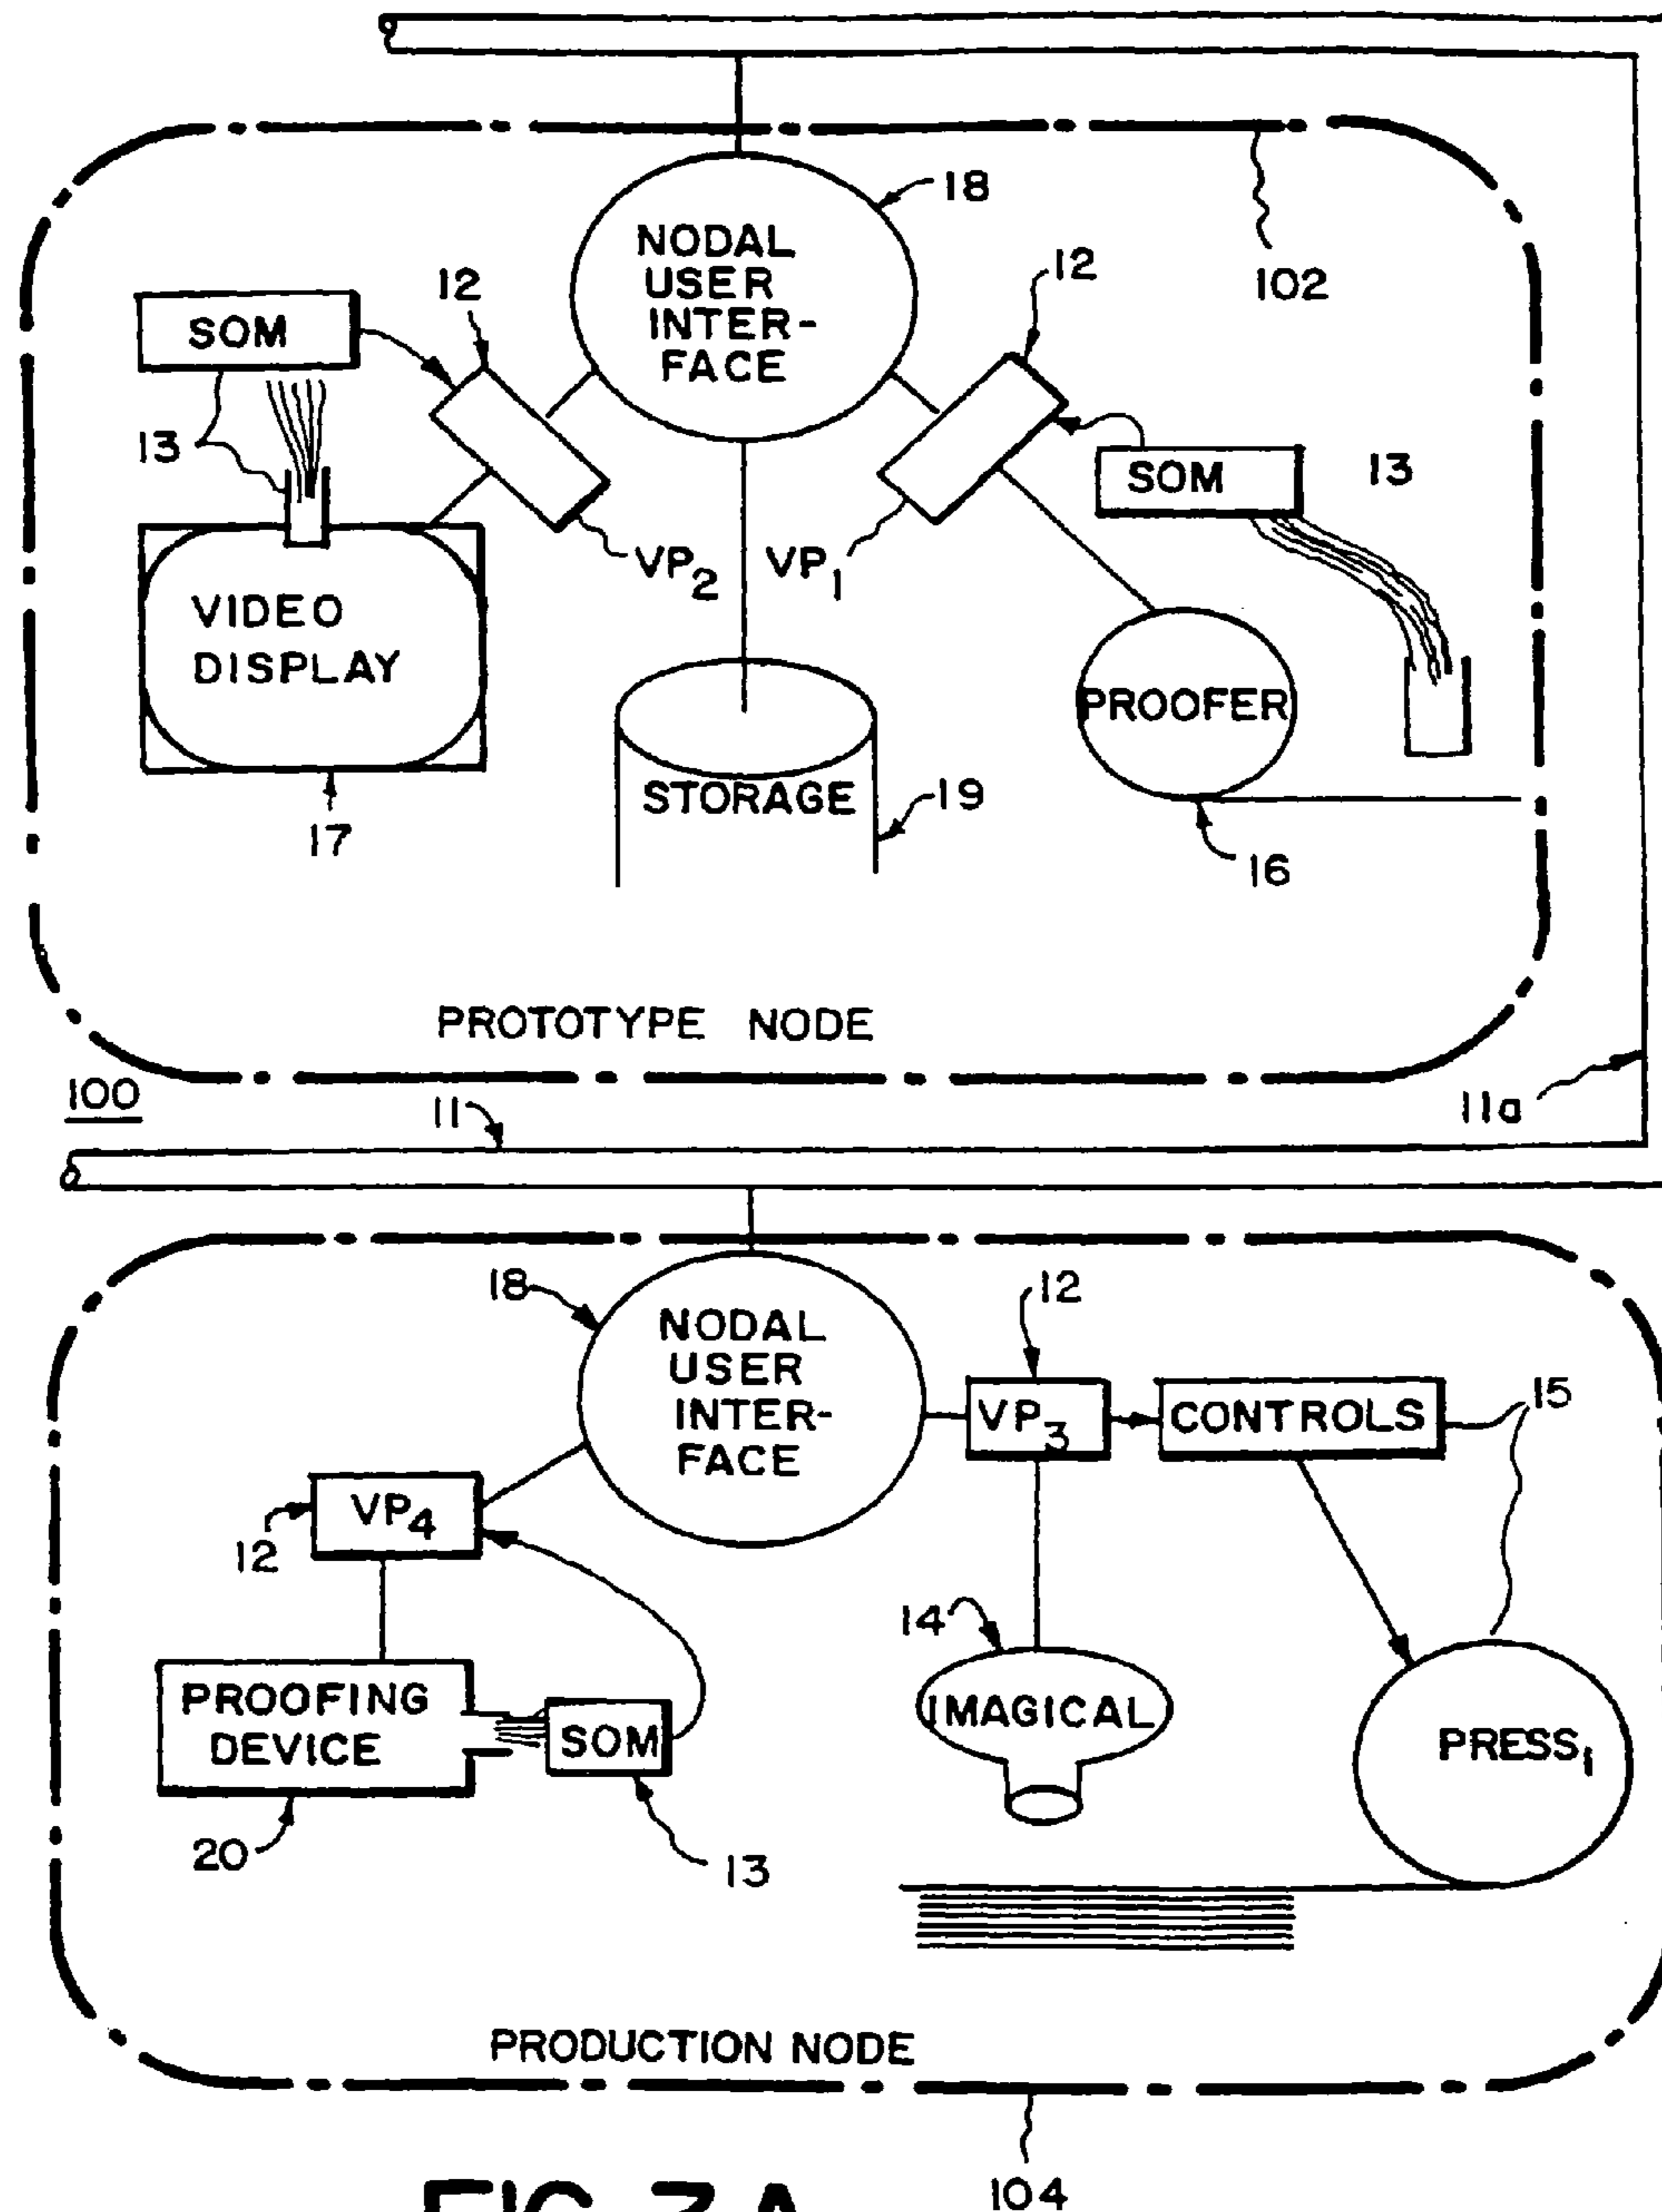 18
NODAL
USER
INTER-
FACE
12
12
102
SOM
13
SOM
13
VP2
VP1
VIDEO
DISPLAY
PROOFER
STORAGE
19
17
16
PROTOTYPE NODE
100
11
11a
18
NODAL
USER
INTER-
FACE
12
VP3
CONTROLS
15
VP4
12
14
IMAGICAL
PROOFING
DEVICE
SOM
PRESS1
20
13
PRODUCTION NODE
104